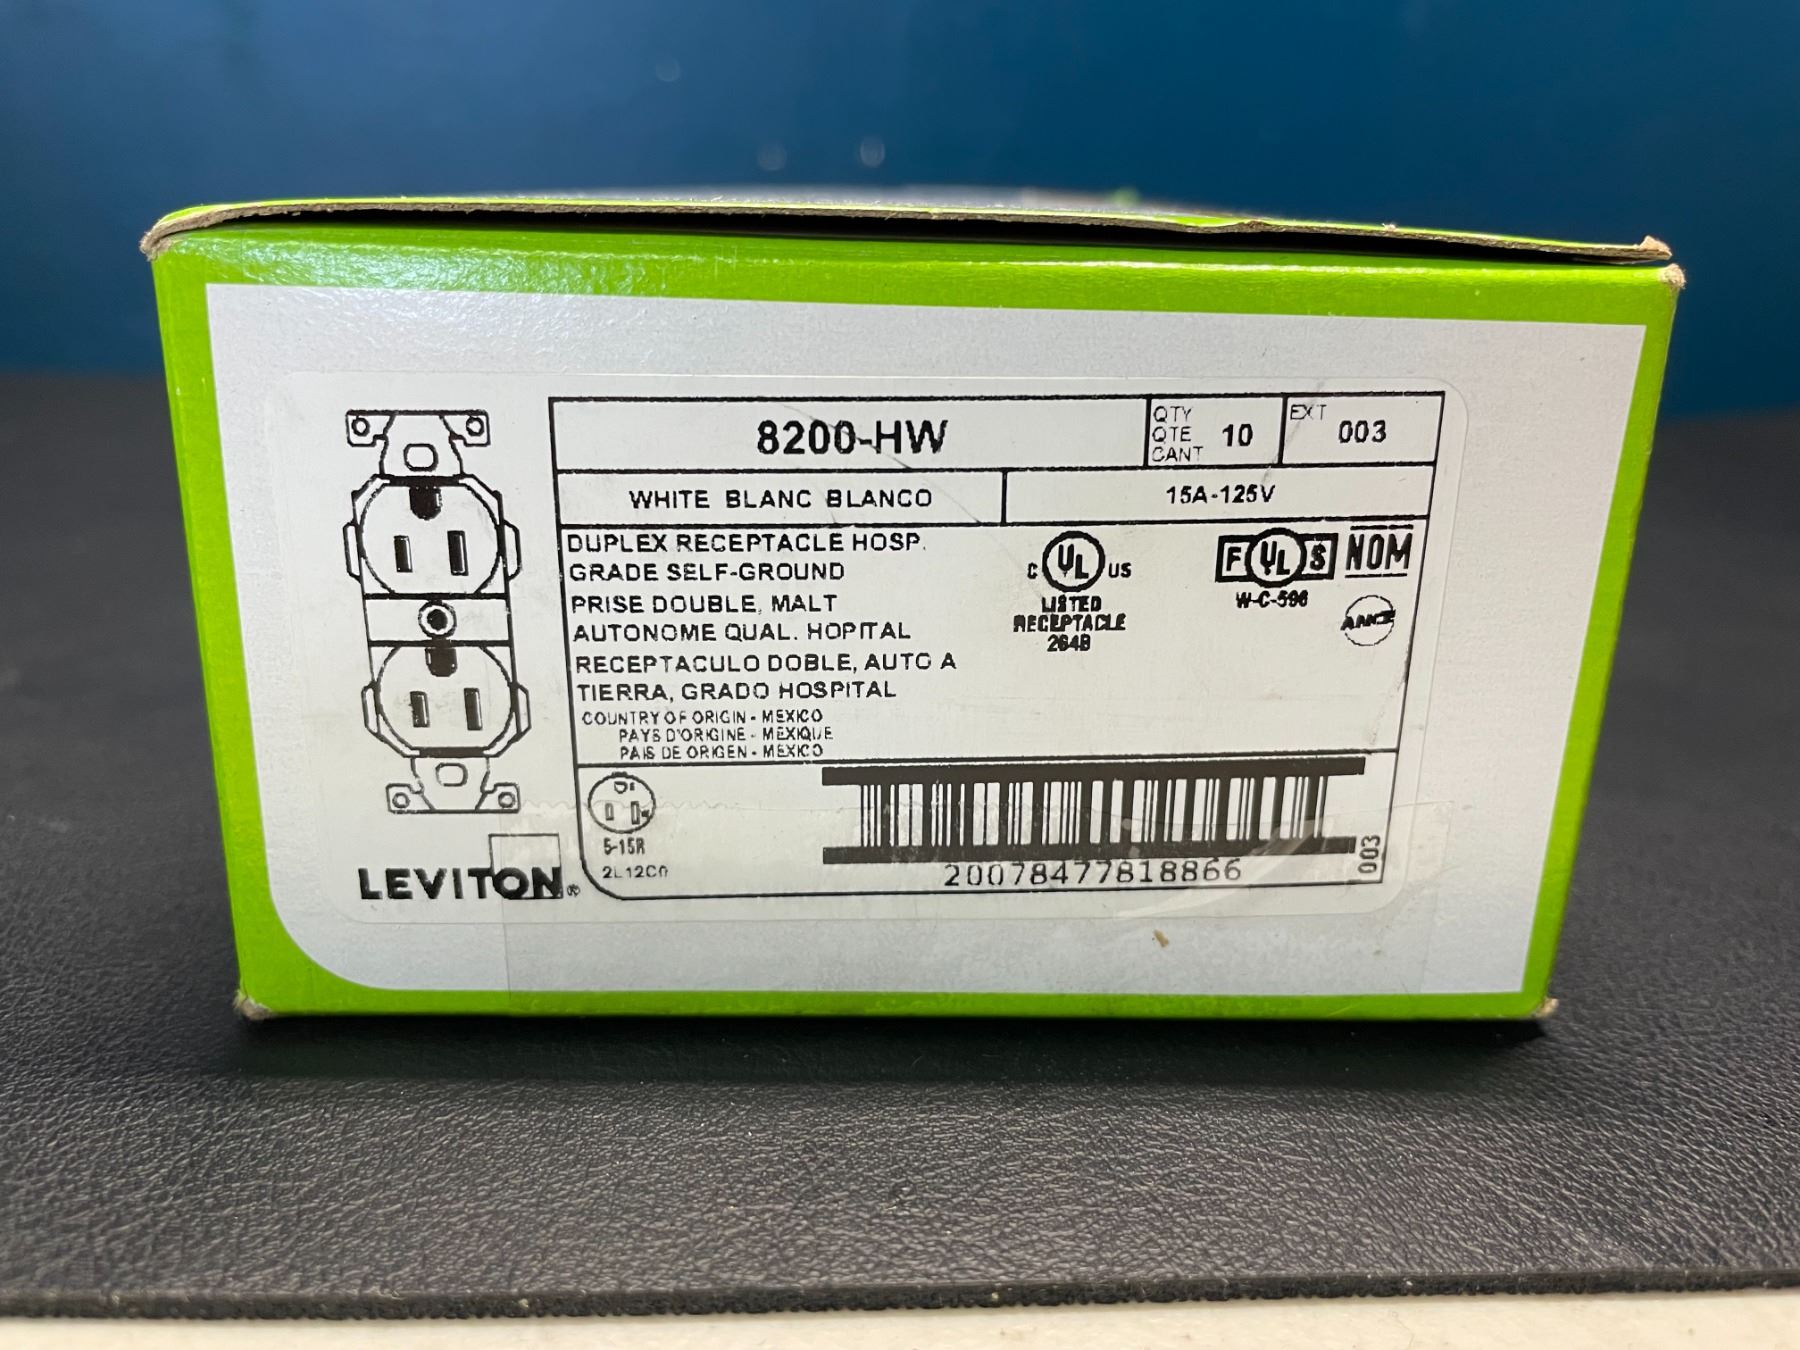 8200-HW
QTY
QTE
CANT
10
EXT
003
WHITE BLANC BLANCO
15A-125V
DUPLEX RECEPTACLE HOSP.
GRADE SELF-GROUND
PRISE DOUBLE, MALT
AUTONOME QUAL. HOPITAL
RECEPTACULO DOBLE, AUTO A
TIERRA, GRADO HOSPITAL
COUNTRY OF ORIGIN - MEXICO
PAYS D'ORIGINE - MEXIQUE
PAIS DE ORIGEN - MEXICO
C UL US
LISTED
RECEPTACLE
264B
F UL S
W-C-596
NOM
ANCE
5-15R
LEVITON®
20078477818866
003